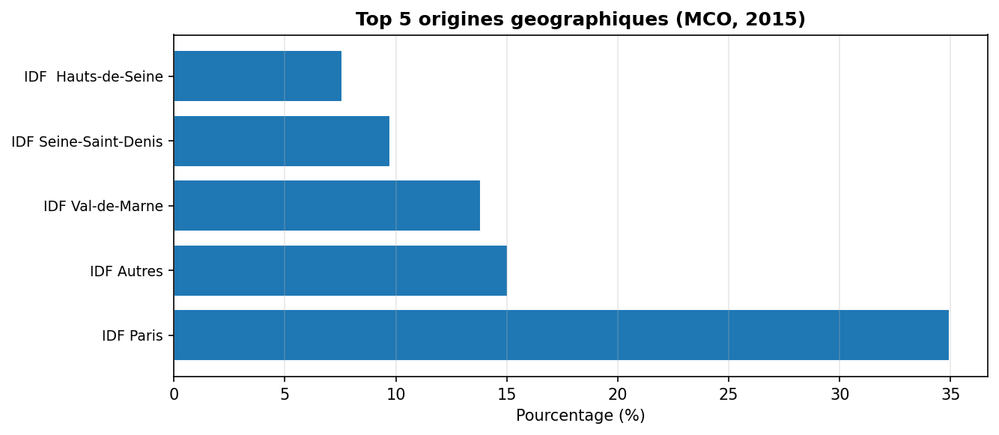 Top 5 origines geographiques (MCO, 2015)
IDF  Hauts-de-Seine
IDF Seine-Saint-Denis
IDF Val-de-Marne
IDF Autres
IDF Paris
0 5 10 15 20 25 30 35
Pourcentage (%)